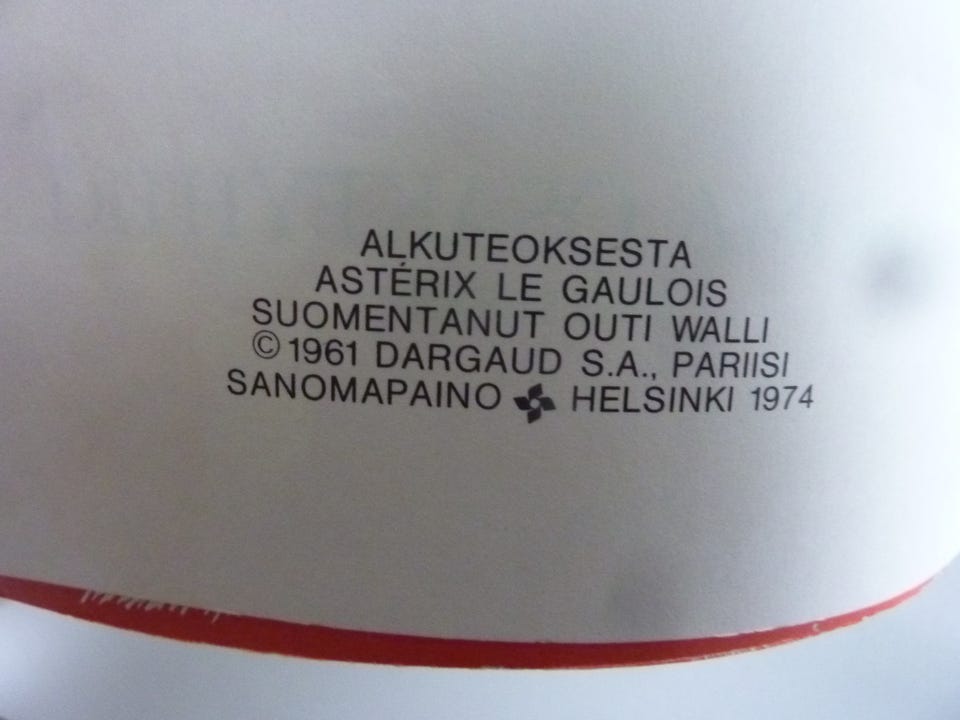 ALKUTEOKSESTA
ASTÉRIX LE GAULOIS
SUOMENTANUT OUTI WALLI
© 1961 DARGAUD S.A., PARIISI
SANOMAPAINO HELSINKI 1974